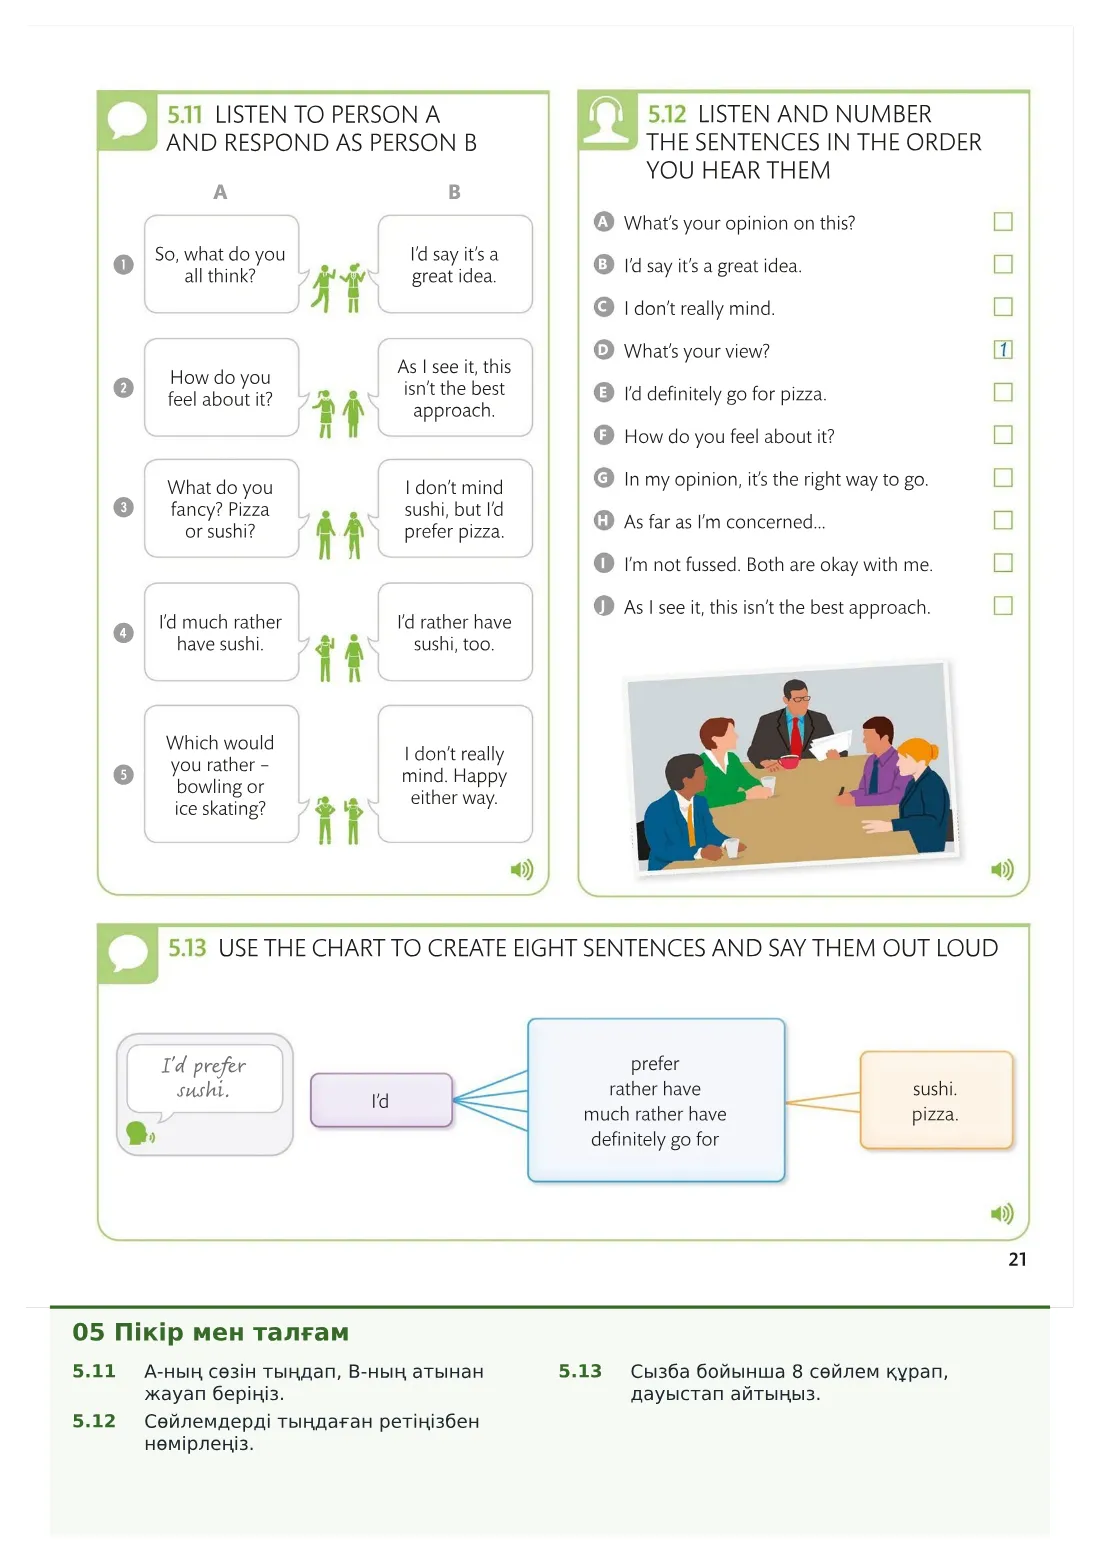 5.11 LISTEN TO PERSON A
AND RESPOND AS PERSON B
A
B
1
So, what do you
all think?
I'd say it's a
great idea.
2
How do you
feel about it?
As I see it, this
isn't the best
approach.
3
What do you
fancy? Pizza
or sushi?
I don't mind
sushi, but I'd
prefer pizza.
4
I'd much rather
have sushi.
I'd rather have
sushi, too.
5
Which would
you rather –
bowling or
ice skating?
I don't really
mind. Happy
either way.
5.12 LISTEN AND NUMBER
THE SENTENCES IN THE ORDER
YOU HEAR THEM
A What's your opinion on this?
B I'd say it's a great idea.
C I don't really mind.
D What's your view? 1
E I'd definitely go for pizza.
F How do you feel about it?
G In my opinion, it's the right way to go.
H As far as I'm concerned...
I I'm not fussed. Both are okay with me.
J As I see it, this isn't the best approach.
5.13 USE THE CHART TO CREATE EIGHT SENTENCES AND SAY THEM OUT LOUD
I'd prefer
sushi.
I'd
prefer
rather have
much rather have
definitely go for
sushi.
pizza.
21
05 Пікір мен талғам
5.11 А-ның сөзін тыңдап, В-ның атынан
жауап беріңіз.
5.12 Сөйлемдерді тыңдаған ретіңізбен
нөмірлеңіз.
5.13 Сызба бойынша 8 сөйлем құрап,
дауыстап айтыңыз.